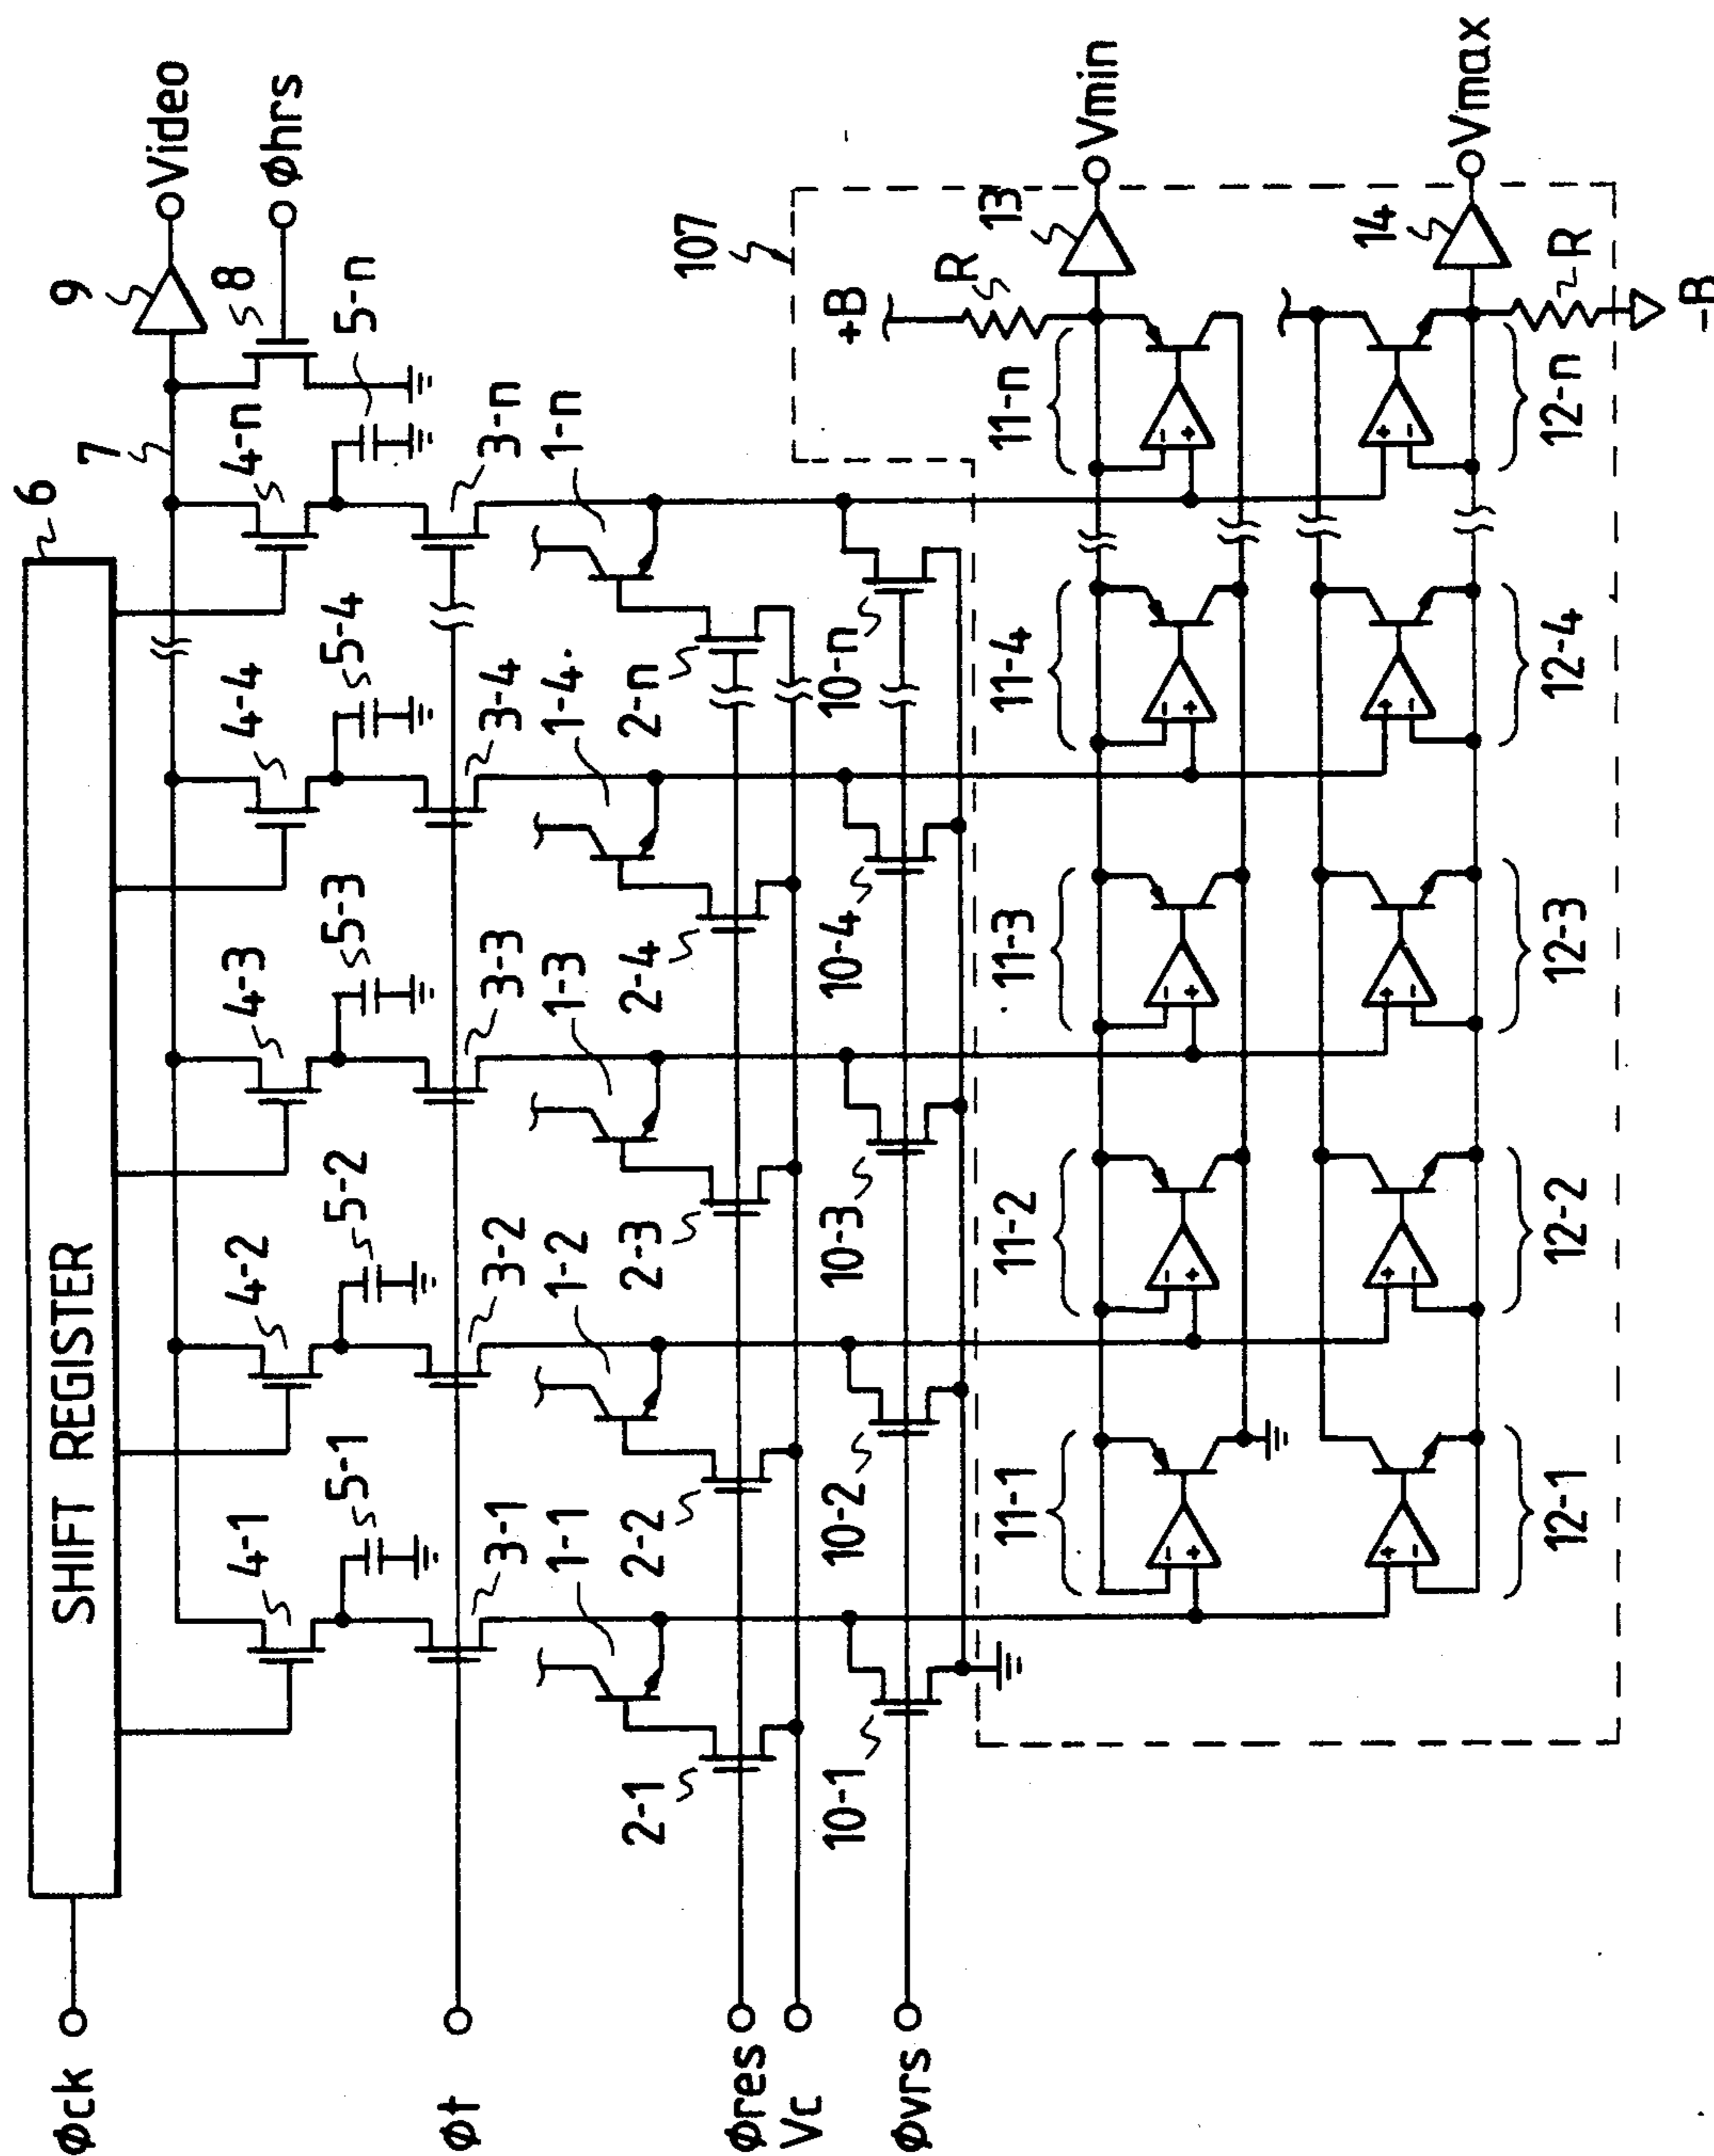 6
SHIFT REGISTER
φck
7
9
Video
φhrs
8
4-1
4-2
4-3
4-4
4-n
5-1
5-2
5-3
5-4
5-n
φt
3-1
3-2
3-3
3-4
3-n
1-1
1-2
1-3
1-4
1-n
2-1
2-2
2-3
2-4
2-n
φres
Vc
107
φvrs
10-1
10-2
10-3
10-4
10-n
+B
R
13
Vmin
11-1
11-2
11-3
11-4
11-n
- + - + - + - + - +
+ - + - + - + - + -
14
Vmax
R
-B
12-1
12-2
12-3
12-4
12-n